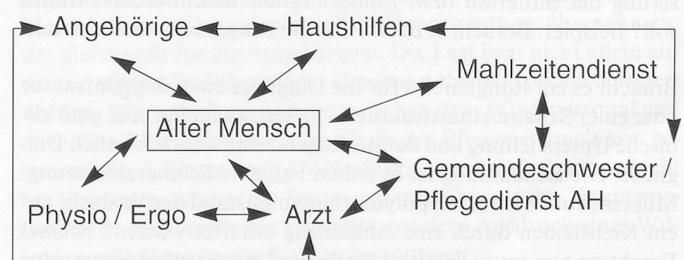 Angehörige Haushilfen
Mahlzeitendienst
Alter Mensch
Gemeindeschwester /
Pflegedienst AH
Physio / Ergo Arzt